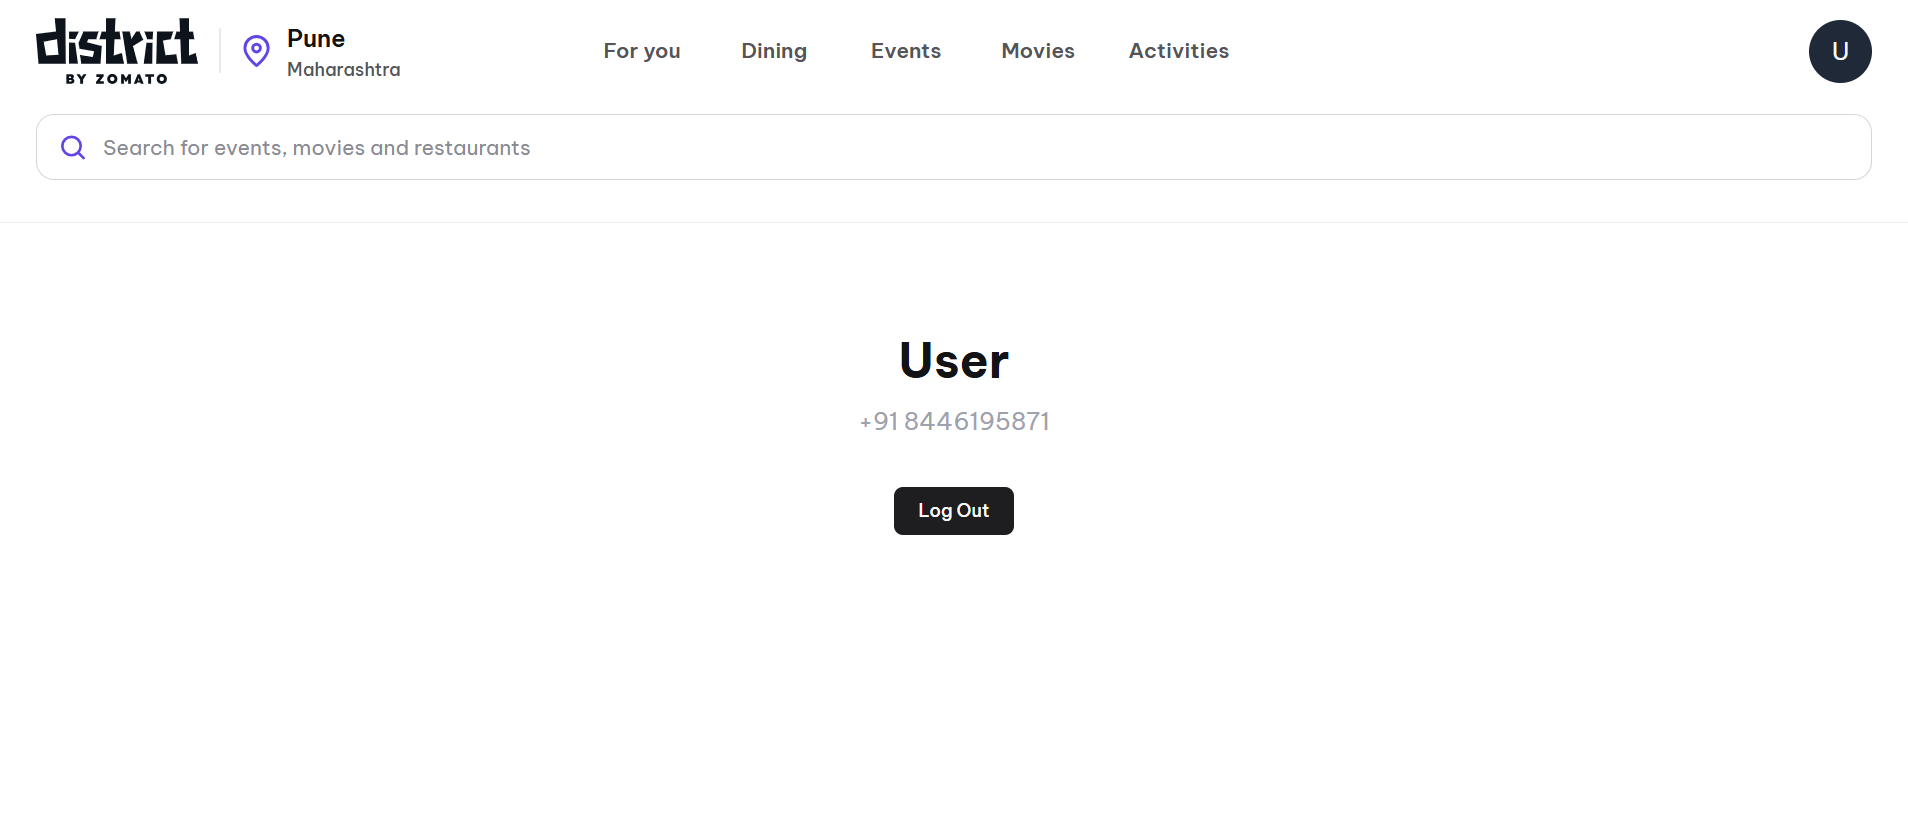 district
BY ZOMATO
Pune
Maharashtra
For you
Dining
Events
Movies
Activities
U
Search for events, movies and restaurants
User
+91 8446195871
Log Out